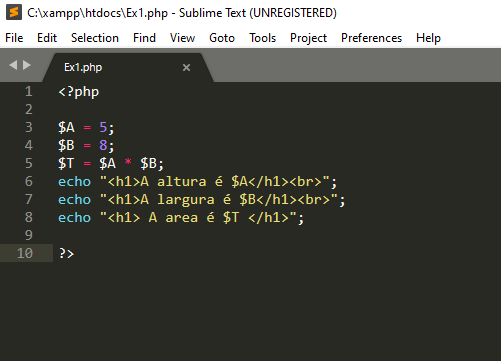 C:\xampp\htdocs\Ex1.php - Sublime Text (UNREGISTERED)
File Edit Selection Find View Goto Tools Project Preferences Help
Ex1.php ×
1 <?php
2
3 $A = 5;
4 $B = 8;
5 $T = $A * $B;
6 echo "<h1>A altura é $A</h1><br>";
7 echo "<h1>A largura é $B</h1><br>";
8 echo "<h1> A area é $T </h1>";
9
10 ?>